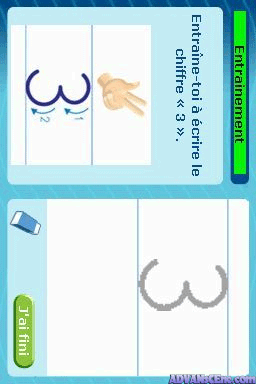 Entraînement
Entraîne-toi à écrire le
chiffre « 3 ».
3
1
2
3
J'ai fini
ADVANSCENE.COM